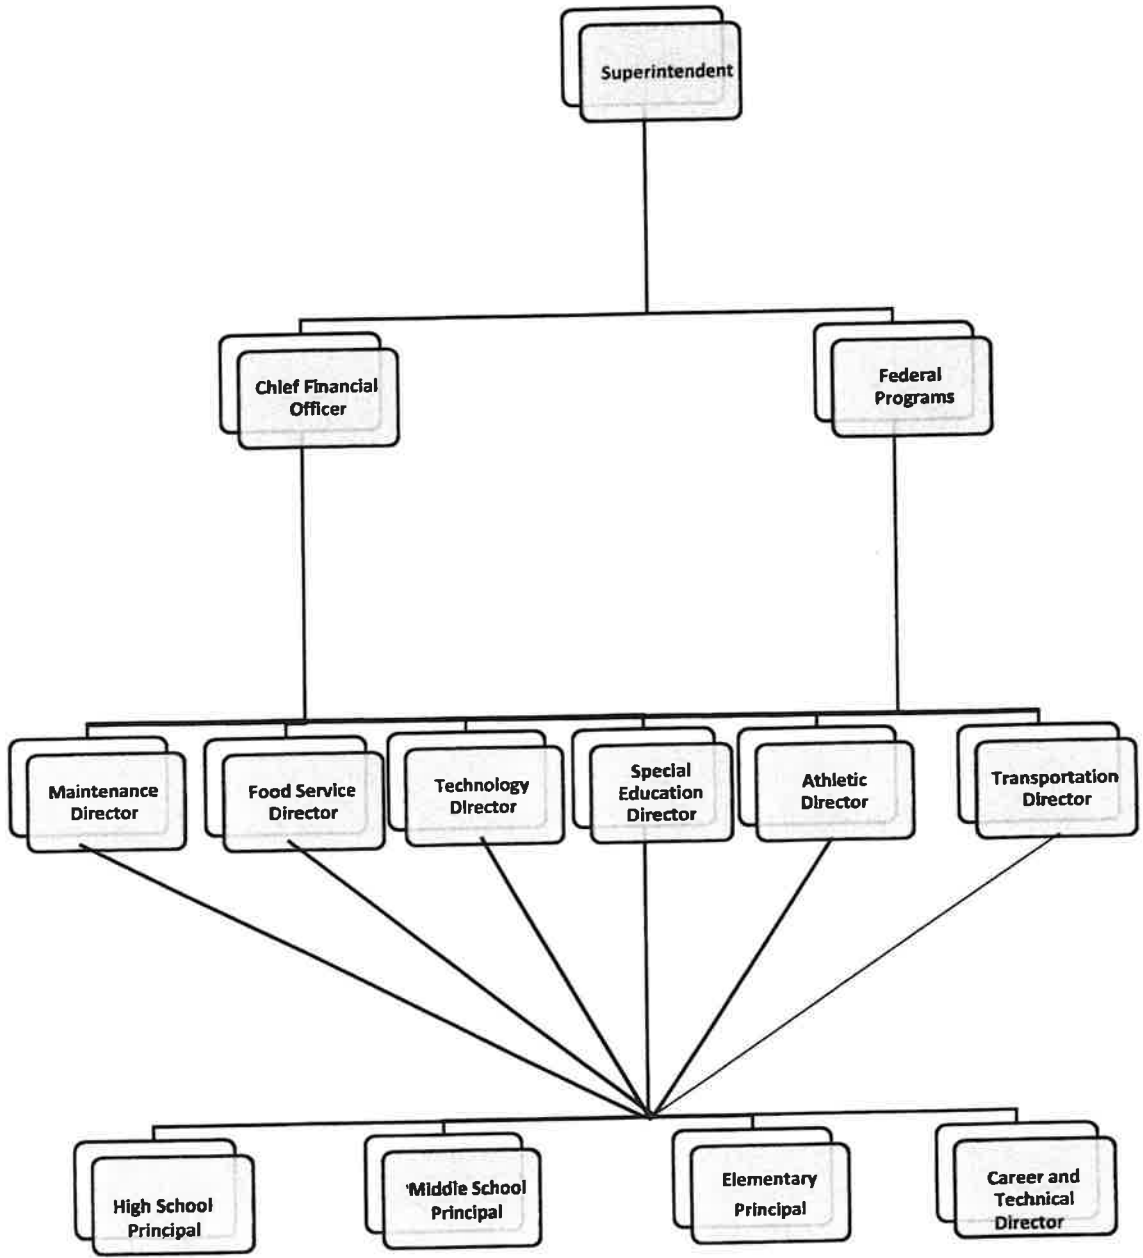 Superintendent
Chief Financial
Officer
Federal
Programs
Maintenance
Director
Food Service
Director
Technology
Director
Special
Education
Director
Athletic
Director
Transportation
Director
High School
Principal
Middle School
Principal
Elementary
Principal
Career and
Technical
Director